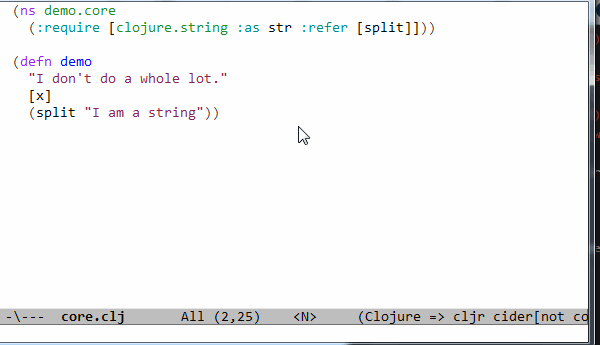 (ns demo.core
  (:require [clojure.string :as str :refer [split]]))
(defn demo
  "I don't do a whole lot."
  [x]
  (split "I am a string"))
-\--- core.clj All (2,25) <N> (Clojure => cljr cider[not co